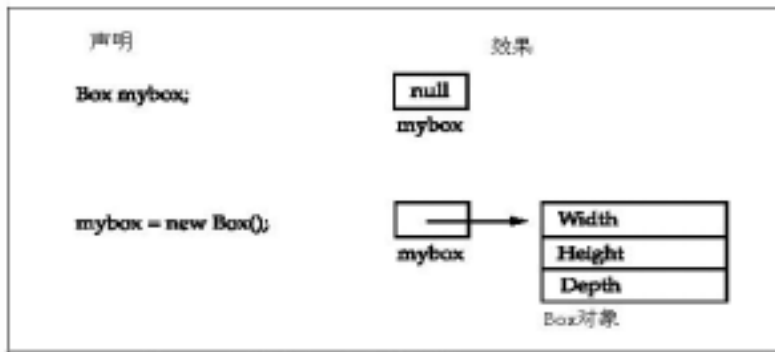 声明 效果
Box mybox;
null
mybox
mybox = new Box();
mybox
Width
Height
Depth
Box对象